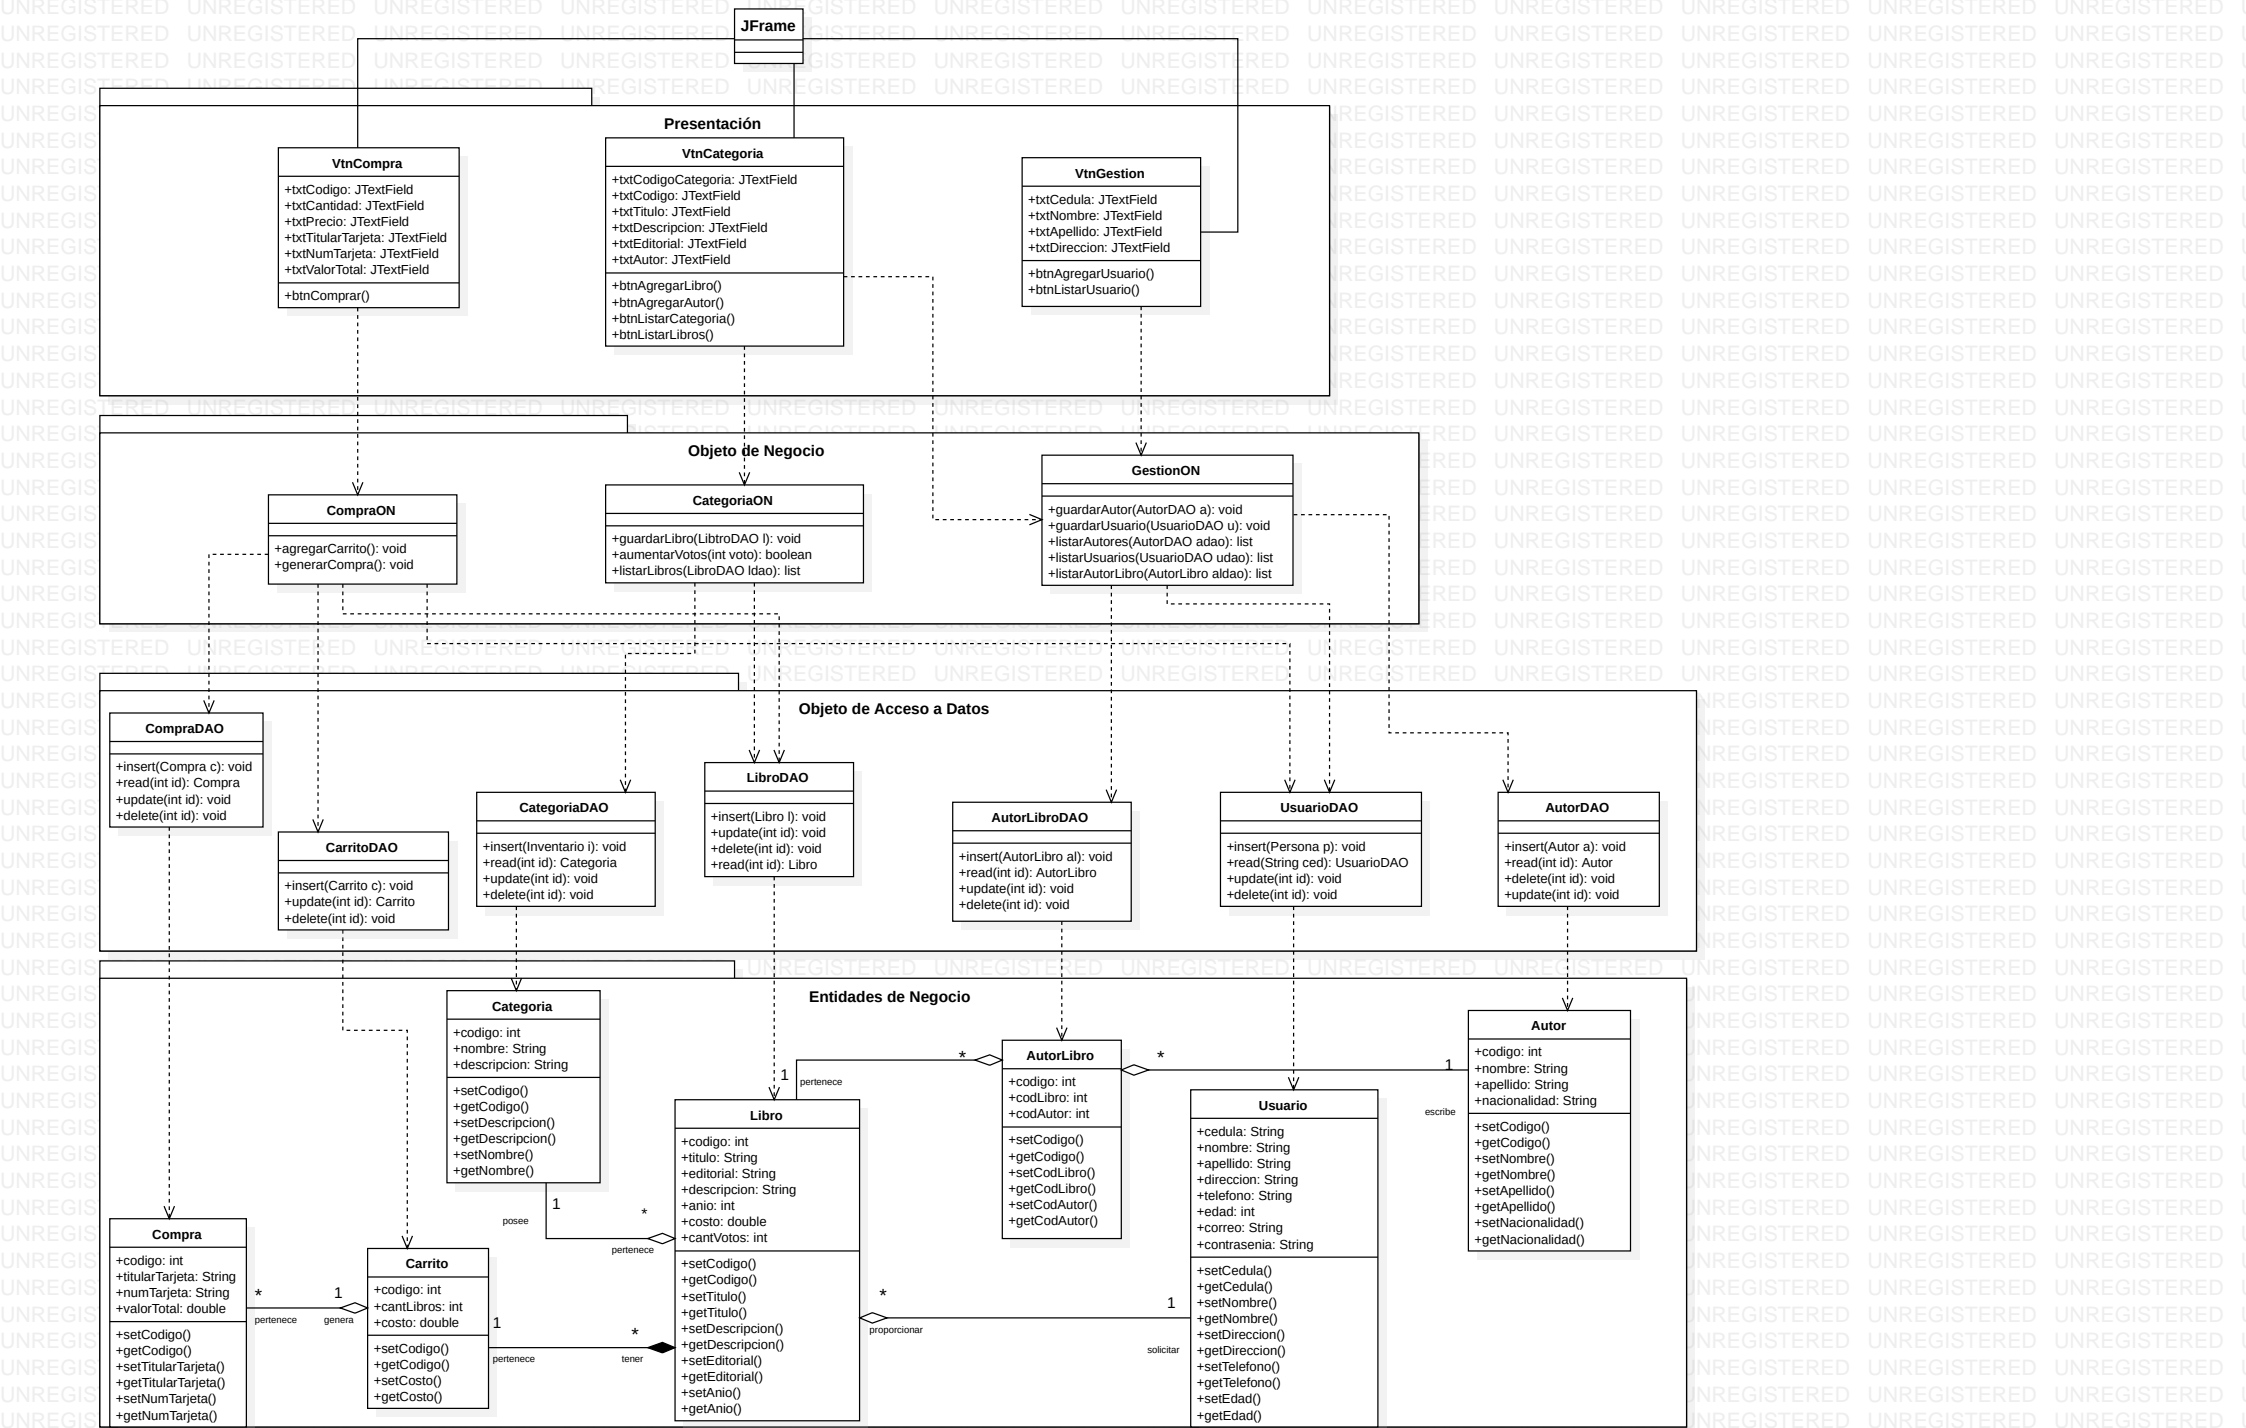 JFrame
Presentación
VtnCompra
+txtCodigo: JTextField
+txtCantidad: JTextField
+txtPrecio: JTextField
+txtTitularTarjeta: JTextField
+txtNumTarjeta: JTextField
+txtValorTotal: JTextField
+btnComprar()
VtnCategoria
+txtCodigoCategoria: JTextField
+txtCodigo: JTextField
+txtTitulo: JTextField
+txtDescripcion: JTextField
+txtEditorial: JTextField
+txtAutor: JTextField
+btnAgregarLibro()
+btnAgregarAutor()
+btnListarCategoria()
+btnListarLibros()
VtnGestion
+txtCedula: JTextField
+txtNombre: JTextField
+txtApellido: JTextField
+txtDireccion: JTextField
+btnAgregarUsuario()
+btnListarUsuario()
Objeto de Negocio
CompraON
+agregarCarrito(): void
+generarCompra(): void
CategoriaON
+guardarLibro(LibtroDAO l): void
+aumentarVotos(int voto): boolean
+listarLibros(LibroDAO ldao): list
GestionON
+guardarAutor(AutorDAO a): void
+guardarUsuario(UsuarioDAO u): void
+listarAutores(AutorDAO adao): list
+listarUsuarios(UsuarioDAO udao): list
+listarAutorLibro(AutorLibro aldao): list
Objeto de Acceso a Datos
CompraDAO
+insert(Compra c): void
+read(int id): Compra
+update(int id): void
+delete(int id): void
CarritoDAO
+insert(Carrito c): void
+update(int id): Carrito
+delete(int id): void
CategoriaDAO
+insert(Inventario i): void
+read(int id): Categoria
+update(int id): void
+delete(int id): void
LibroDAO
+insert(Libro l): void
+update(int id): void
+delete(int id): void
+read(int id): Libro
AutorLibroDAO
+insert(AutorLibro al): void
+read(int id): AutorLibro
+update(int id): void
+delete(int id): void
UsuarioDAO
+insert(Persona p): void
+read(String ced): UsuarioDAO
+update(int id): void
+delete(int id): void
AutorDAO
+insert(Autor a): void
+read(int id): Autor
+delete(int id): void
+update(int id): void
Entidades de Negocio
Compra
+codigo: int
+titularTarjeta: String
+numTarjeta: String
+valorTotal: double
+setCodigo()
+getCodigo()
+setTitularTarjeta()
+getTitularTarjeta()
+setNumTarjeta()
+getNumTarjeta()
*
pertenece
1
genera
Carrito
+codigo: int
+cantLibros: int
+costo: double
+setCodigo()
+getCodigo()
+setCosto()
+getCosto()
1
pertenece
*
tener
Categoria
+codigo: int
+nombre: String
+descripcion: String
+setCodigo()
+getCodigo()
+setDescripcion()
+getDescripcion()
+setNombre()
+getNombre()
1
posee
*
pertenece
Libro
+codigo: int
+titulo: String
+editorial: String
+descripcion: String
+anio: int
+costo: double
+cantVotos: int
+setCodigo()
+getCodigo()
+setTitulo()
+getTitulo()
+setDescripcion()
+getDescripcion()
+setEditorial()
+getEditorial()
+setAnio()
+getAnio()
1
pertenece
*
AutorLibro
+codigo: int
+codLibro: int
+codAutor: int
+setCodigo()
+getCodigo()
+setCodLibro()
+getCodLibro()
+setCodAutor()
+getCodAutor()
*
1
escribe
*
proporcionar
1
solicitar
Usuario
+cedula: String
+nombre: String
+apellido: String
+direccion: String
+telefono: String
+edad: int
+correo: String
+contrasenia: String
+setCedula()
+getCedula()
+setNombre()
+getNombre()
+setDireccion()
+getDireccion()
+setTelefono()
+getTelefono()
+setEdad()
+getEdad()
Autor
+codigo: int
+nombre: String
+apellido: String
+nacionalidad: String
+setCodigo()
+getCodigo()
+setNombre()
+getNombre()
+setApellido()
+getApellido()
+setNacionalidad()
+getNacionalidad()
UNREGISTERED